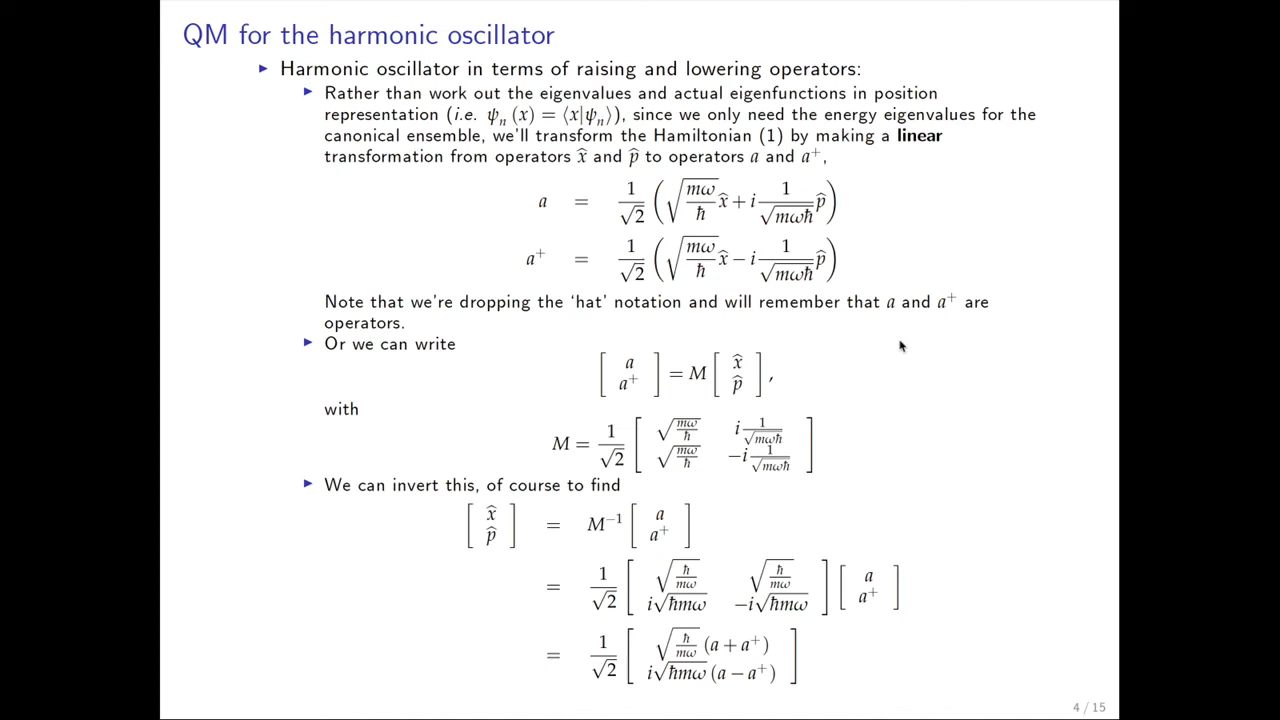 QM for the harmonic oscillator
▶ Harmonic oscillator in terms of raising and lowering operators:
▶ Rather than work out the eigenvalues and actual eigenfunctions in position
representation (i.e. ψₙ (x) = ⟨x|ψₙ⟩), since we only need the energy eigenvalues for the
canonical ensemble, we'll transform the Hamiltonian (1) by making a linear
transformation from operators x̂ and p̂ to operators a and a⁺,
a = 1/√2 (√(mω/ħ) x̂ + i 1/√(mωħ) p̂)
a⁺ = 1/√2 (√(mω/ħ) x̂ − i 1/√(mωħ) p̂)
Note that we're dropping the ‘hat’ notation and will remember that a and a⁺ are
operators.
▶ Or we can write
[ a ; a⁺ ] = M [ x̂ ; p̂ ] ,
with
M = 1/√2 [ √(mω/ħ)  i 1/√(mωħ) ; √(mω/ħ)  −i 1/√(mωħ) ]
▶ We can invert this, of course to find
[ x̂ ; p̂ ] = M⁻¹ [ a ; a⁺ ]
= 1/√2 [ √(ħ/mω)  √(ħ/mω) ; i√(ħmω)  −i√(ħmω) ] [ a ; a⁺ ]
= 1/√2 [ √(ħ/mω) (a + a⁺) ; i√(ħmω) (a − a⁺) ]
4 / 15